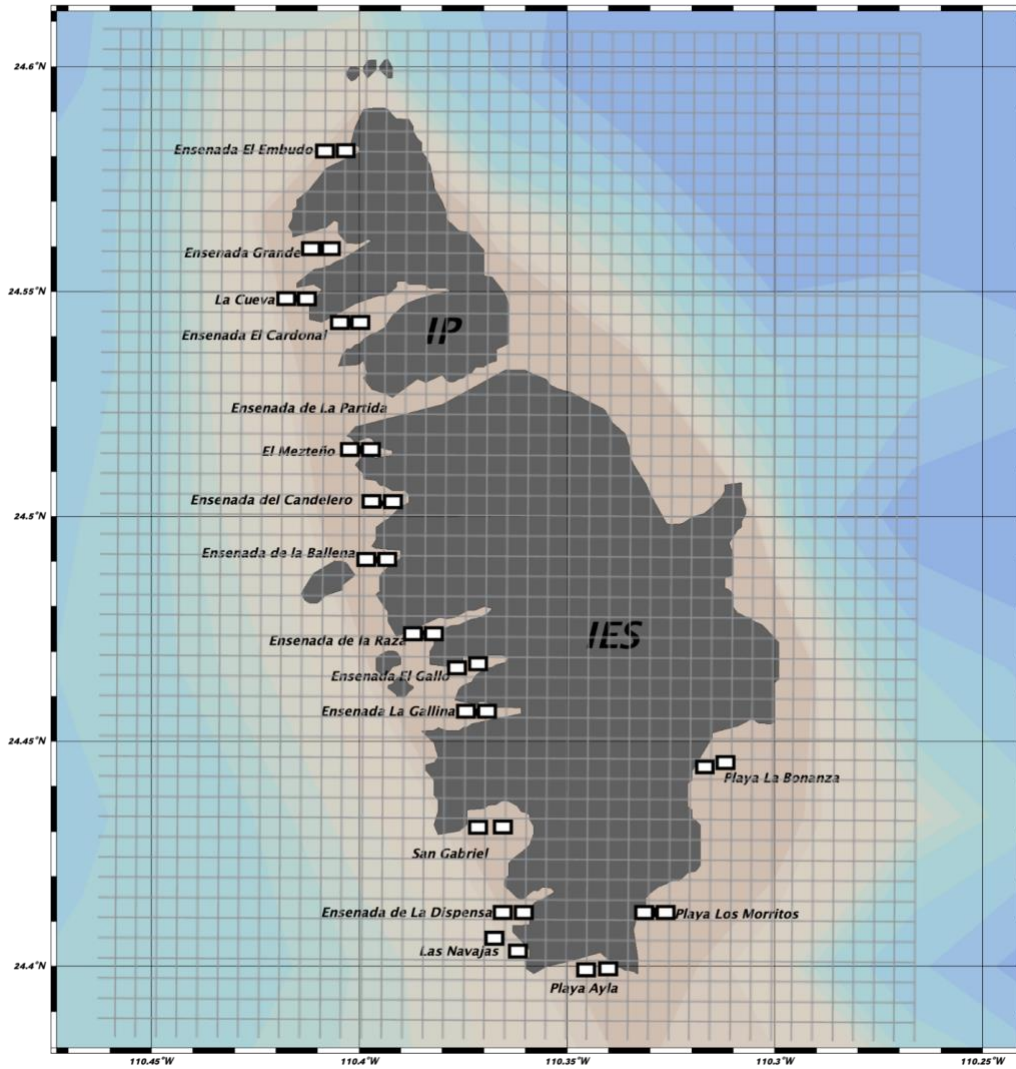 24.6°N
Ensenada El Embudo
Ensenada Grande
24.55°N
La Cueva
Ensenada El Cardonal
IP
Ensenada de La Partida
El Mezteño
Ensenada del Candelero
24.5°N
Ensenada de la Ballena
IES
Ensenada de la Raza
Ensenada El Gallo
Ensenada La Gallina
24.45°N
Playa La Bonanza
San Gabriel
Ensenada de La Dispensa
Playa Los Morritos
Las Navajas
24.4°N
Playa Ayla
110.45°W 110.4°W 110.35°W 110.3°W 110.25°W